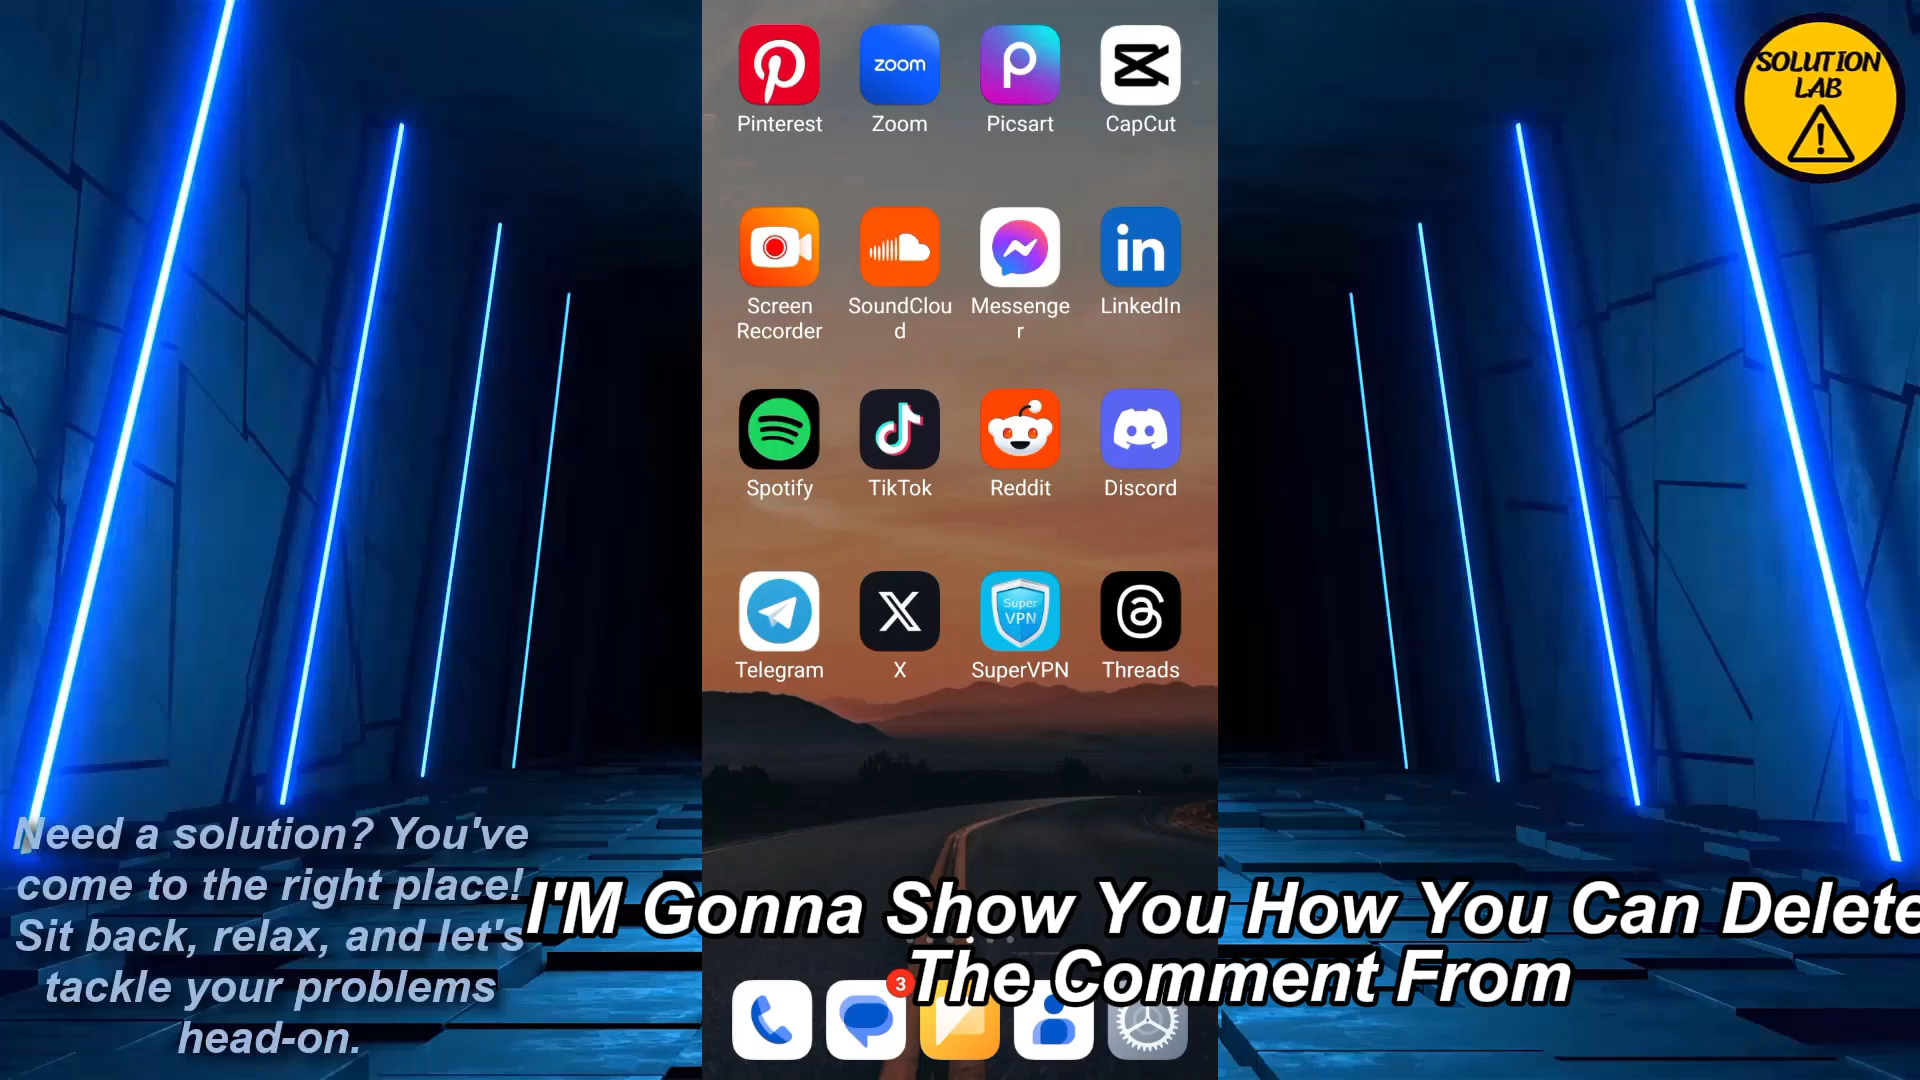 SOLUTION
LAB
zoom
Pinterest
Zoom
Picsart
CapCut
Screen
Recorder
SoundClou
d
Messenge
r
LinkedIn
Spotify
TikTok
Reddit
Discord
Super
VPN
Telegram
X
SuperVPN
Threads
Need a solution? You've
come to the right place!
Sit back, relax, and let's
tackle your problems
head-on.
I'M Gonna Show You How You Can Delete
The Comment From
3